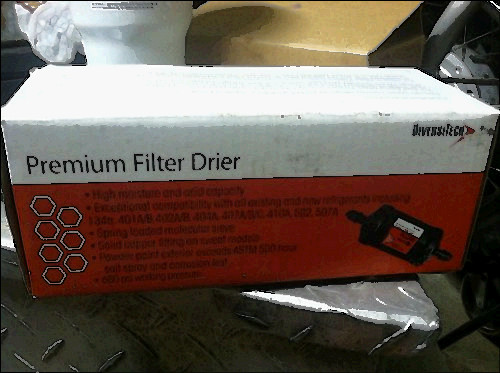 DiversiTech
Premium Filter Drier
• High moisture and acid capacity
• Exceptional compatibility with all existing and new refrigerants including
134a, 401A/B, 402A/B, 404A, 407A/B/C, 410A, 502, 507A
• Spring loaded molecular sieve
• Solid copper fitting on sweat models
• Powder paint exterior exceeds ASTM 500 hour
salt spray and corrosion test
• 680 psi working pressure